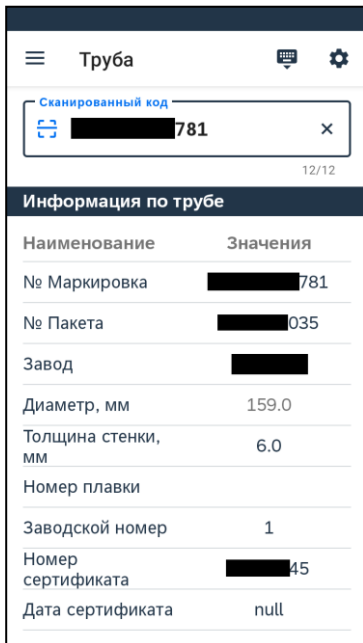 Труба
Сканированный код
781
12/12
Информация по трубе
Наименование Значения
№ Маркировка 781
№ Пакета 035
Завод
Диаметр, мм 159.0
Толщина стенки, мм 6.0
Номер плавки
Заводской номер 1
Номер сертификата 45
Дата сертификата null